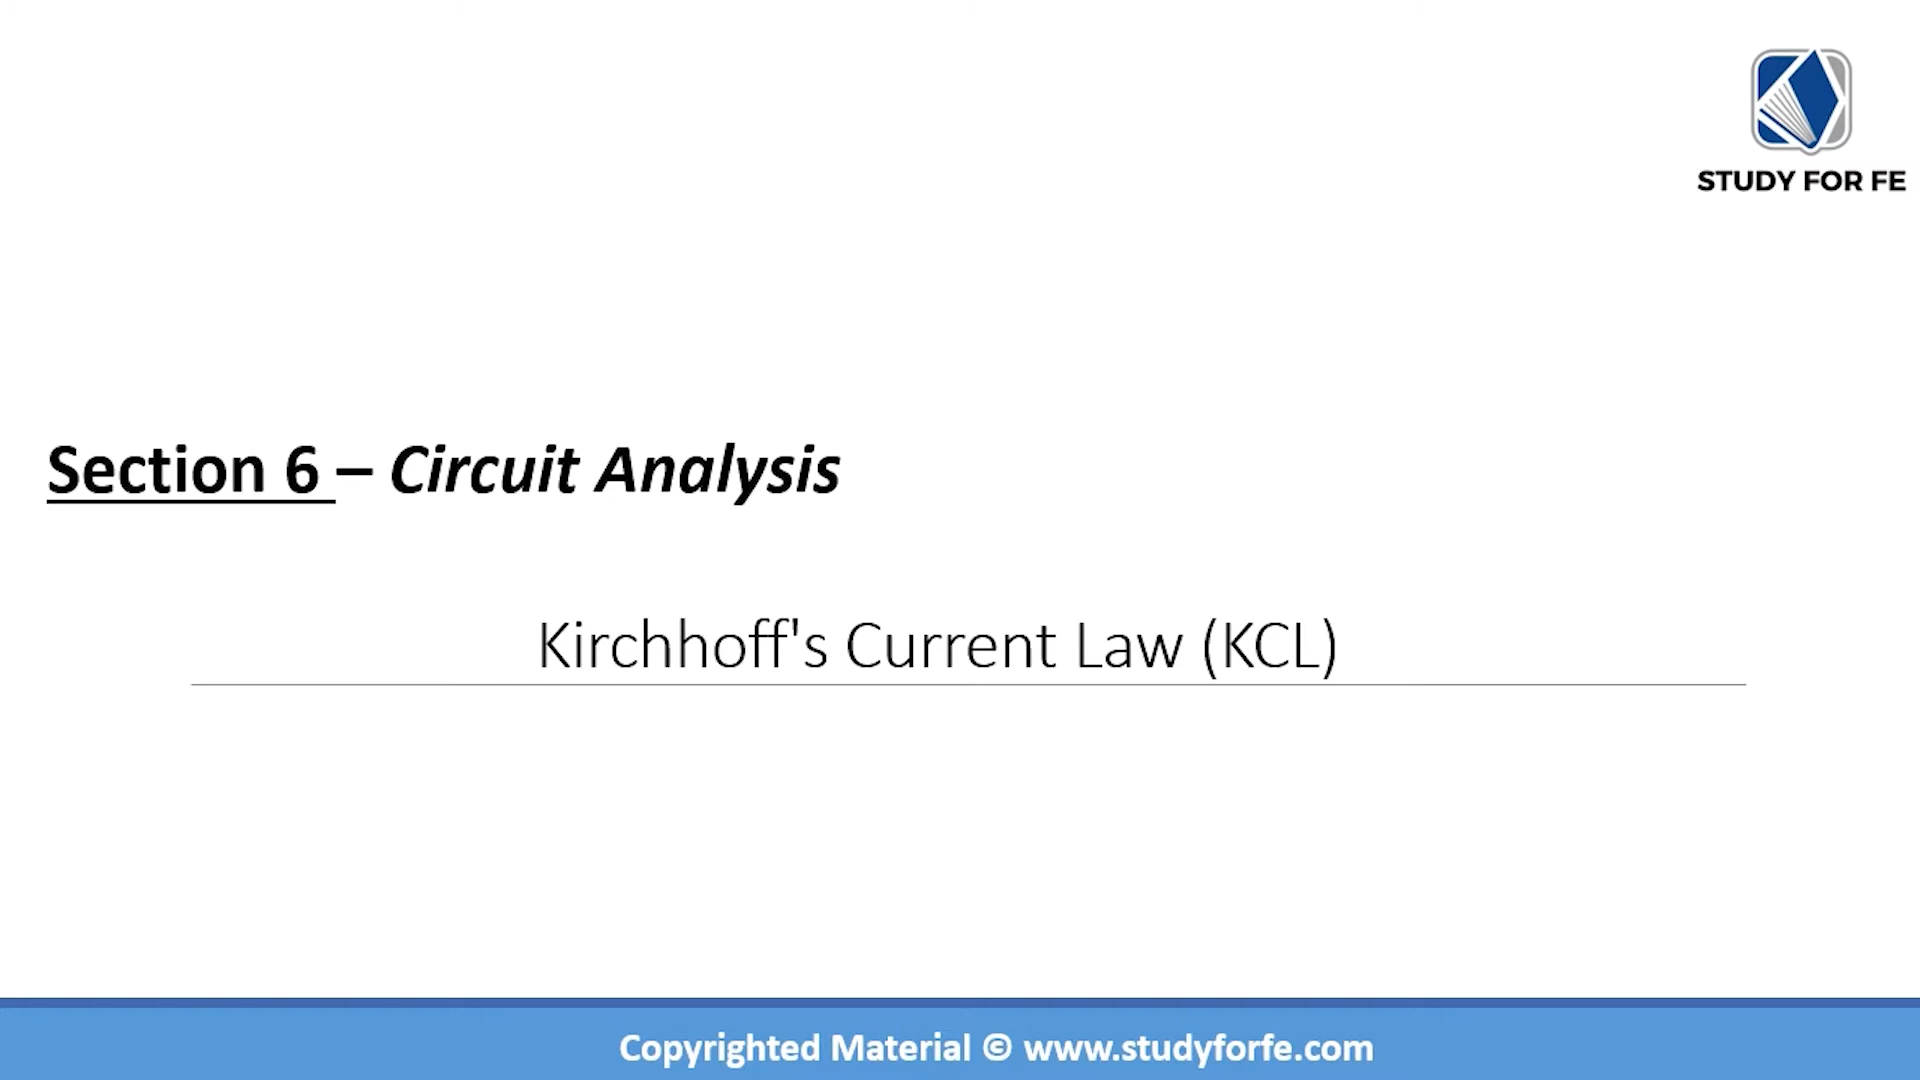 STUDY FOR FE
Section 6 – Circuit Analysis
Kirchhoff's Current Law (KCL)
Copyrighted Material © www.studyforfe.com